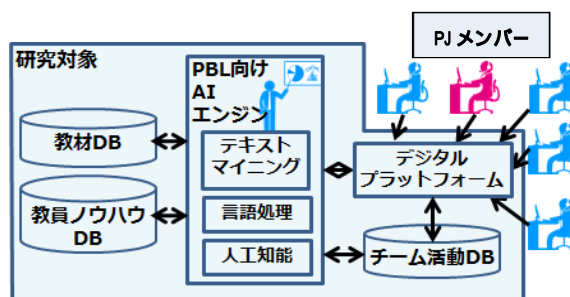 PJ メンバー
研究対象
PBL向け
AI
エンジン
教材DB
テキスト
マイニング
デジタル
プラットフォーム
教員ノウハウ
DB
言語処理
人工知能
チーム活動DB